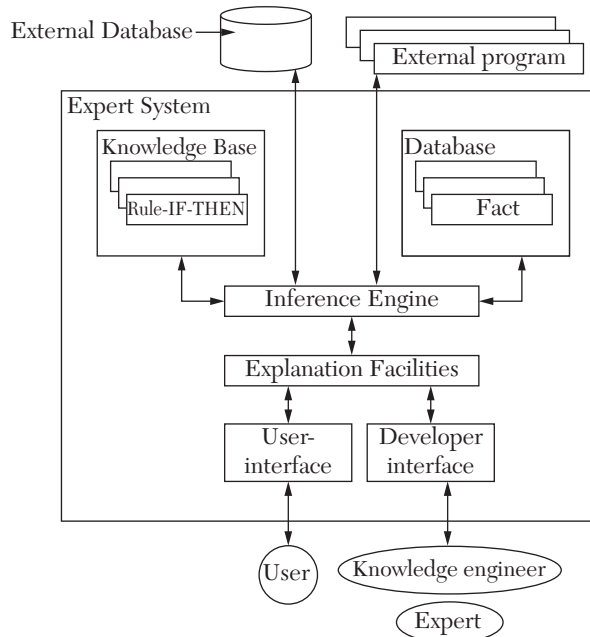 External Database
External program
Expert System
Knowledge Base
Rule-IF-THEN
Database
Fact
Inference Engine
Explanation Facilities
User-
interface
Developer
interface
User
Knowledge engineer
Expert